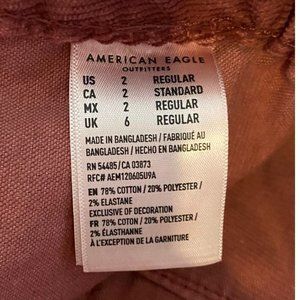 AMERICAN EAGLE
OUTFITTERS
US 2 REGULAR
CA 2 STANDARD
MX 2 REGULAR
UK 6 REGULAR
MADE IN BANGLADESH / FABRIQUÉ AU
BANGLADESH / HECHO EN BANGLADESH
RN 54485/CA 03873
RFC# AEM120605U9A
EN 78% COTTON / 20% POLYESTER /
2% ELASTANE
EXCLUSIVE OF DECORATION
FR 78% COTON / 20% POLYESTER /
2% ÉLASTHANNE
À L'EXCEPTION DE LA GARNITURE